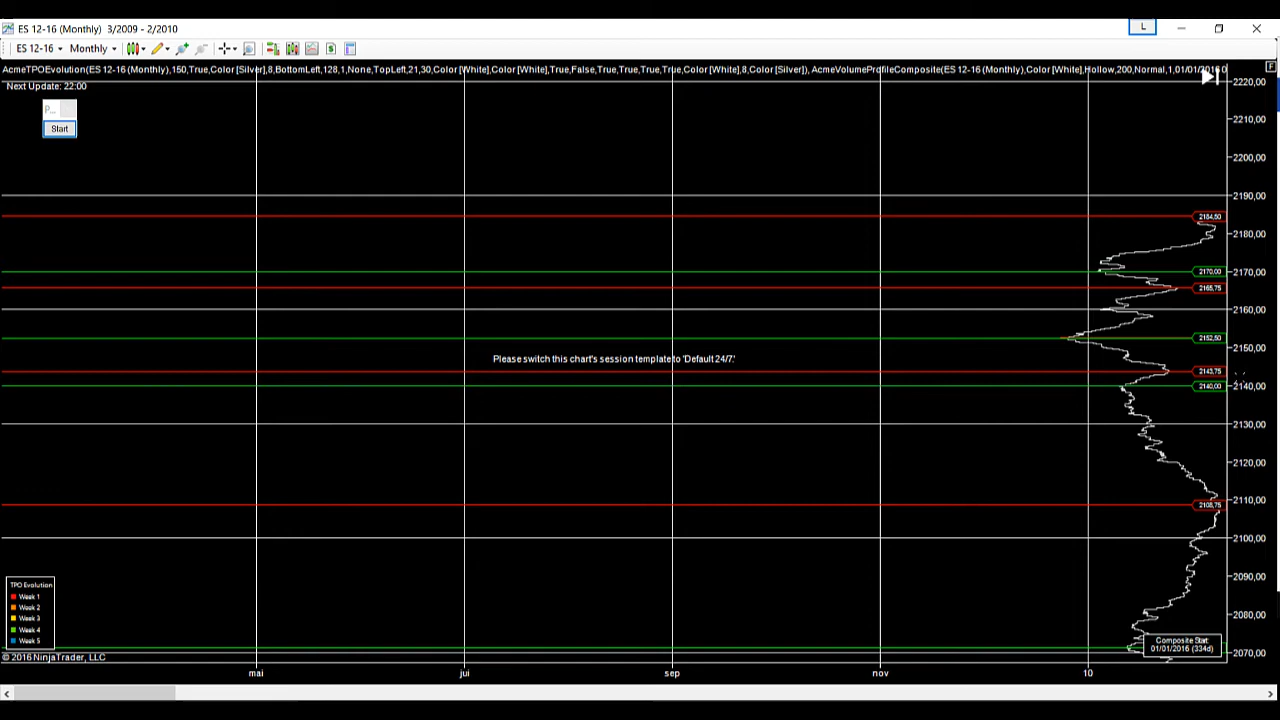 ES 12-16 (Monthly)  3/2009 - 2/2010
L
ES 12-16
Monthly
AcmeTPOEvolution(ES 12-16 (Monthly),150,True,Color [Silver],8,BottomLeft,128,1,None,TopLeft,21,30,Color [White],Color [White],True,False,True,True,True,True,Color [White],8,Color [Silver]), AcmeVolumeProfileComposite(ES 12-16 (Monthly),Color [White],Hollow,200,Normal,1,01/01/2016 0
F
Next Update: 22:00
P...
Start
2220,00
2210,00
2200,00
2190,00
2184,50
2180,00
2170,00
2170,00
2165,75
2160,00
2152,50
2150,00
Please switch this chart's session template to 'Default 24/7'.
2143,75
2140,00
2140,00
2130,00
2120,00
2110,00
2108,75
2100,00
2090,00
2080,00
2070,00
TPO Evolution
Week 1
Week 2
Week 3
Week 4
Week 5
Composite Start:
01/01/2016 (334d)
© 2016 NinjaTrader, LLC
mai
jui
sep
nov
10